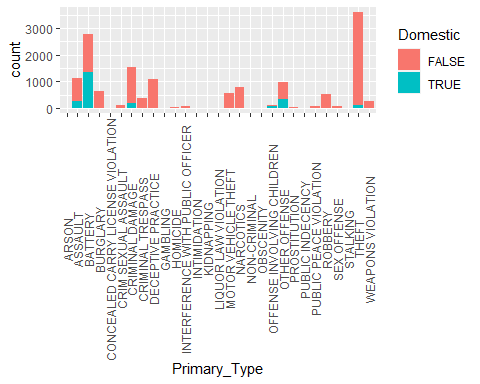 count
3000
2000
1000
0
ARSON
ASSAULT
BATTERY
BURGLARY
CONCEALED CARRY LICENSE VIOLATION
CRIM SEXUAL ASSAULT
CRIMINAL DAMAGE
CRIMINAL TRESPASS
DECEPTIVE PRACTICE
GAMBLING
HOMICIDE
INTERFERENCE WITH PUBLIC OFFICER
INTIMIDATION
KIDNAPPING
LIQUOR LAW VIOLATION
MOTOR VEHICLE THEFT
NARCOTICS
NON-CRIMINAL
OBSCENITY
OFFENSE INVOLVING CHILDREN
OTHER OFFENSE
PROSTITUTION
PUBLIC INDECENCY
PUBLIC PEACE VIOLATION
ROBBERY
SEX OFFENSE
STALKING
THEFT
WEAPONS VIOLATION
Primary_Type
Domestic
FALSE
TRUE